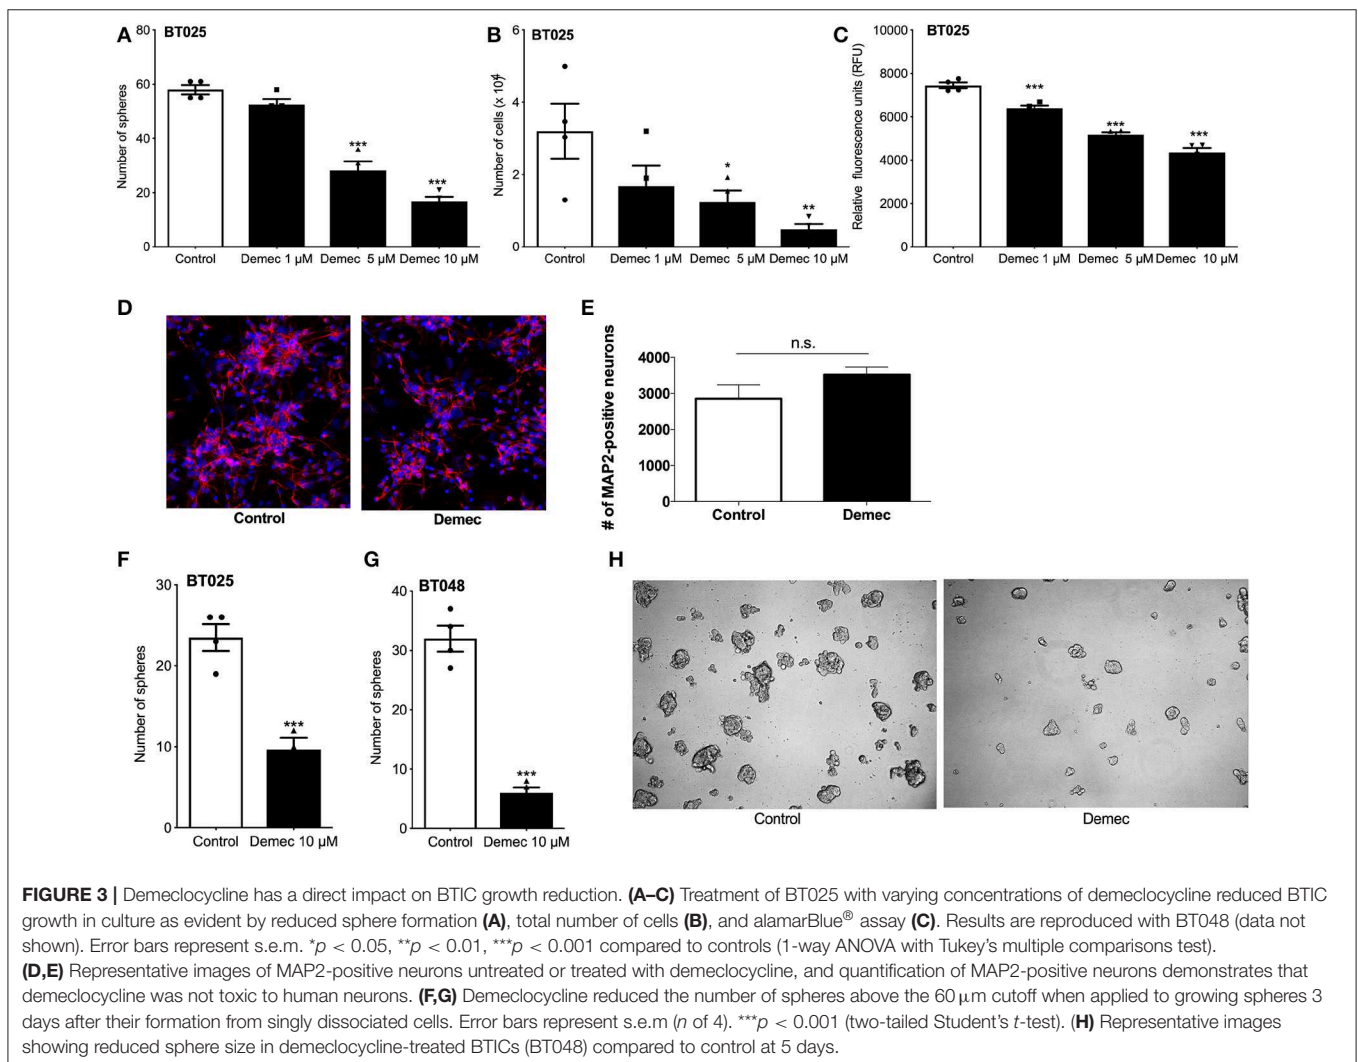 A
BT025
Number of spheres
80
60
40
20
0
***
***
Control
Demec 1 µM
Demec 5 µM
Demec 10 µM
B
BT025
Number of cells (x 10⁴)
6
4
2
0
*
**
Control
Demec 1 µM
Demec 5 µM
Demec 10 µM
C
BT025
Relative fluorescence units (RFU)
10000
8000
6000
4000
2000
0
***
***
***
Control
Demec 1 µM
Demec 5 µM
Demec 10 µM
D
Control
Demec
E
# of MAP2-positive neurons
4000
3000
2000
1000
0
n.s.
Control
Demec
F
BT025
Number of spheres
30
20
10
0
***
Control
Demec 10 µM
G
BT048
Number of spheres
40
30
20
10
0
***
Control
Demec 10 µM
H
Control
Demec
FIGURE 3 | Demeclocycline has a direct impact on BTIC growth reduction. (A–C) Treatment of BT025 with varying concentrations of demeclocycline reduced BTIC
growth in culture as evident by reduced sphere formation (A), total number of cells (B), and alamarBlue® assay (C). Results are reproduced with BT048 (data not
shown). Error bars represent s.e.m. *p < 0.05, **p < 0.01, ***p < 0.001 compared to controls (1-way ANOVA with Tukey's multiple comparisons test).
(D,E) Representative images of MAP2-positive neurons untreated or treated with demeclocycline, and quantification of MAP2-positive neurons demonstrates that
demeclocycline was not toxic to human neurons. (F,G) Demeclocycline reduced the number of spheres above the 60 µm cutoff when applied to growing spheres 3
days after their formation from singly dissociated cells. Error bars represent s.e.m (n of 4). ***p < 0.001 (two-tailed Student's t-test). (H) Representative images
showing reduced sphere size in demeclocycline-treated BTICs (BT048) compared to control at 5 days.